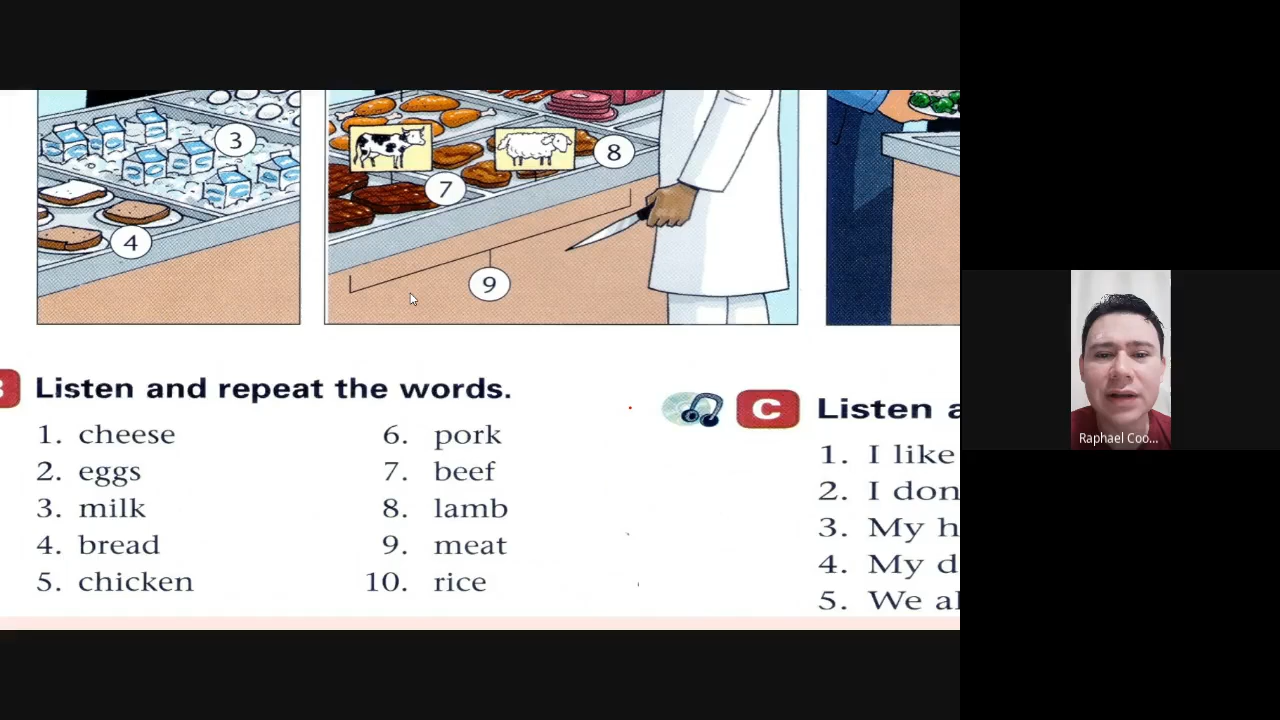 3
8
7
4
9
Listen and repeat the words.
1. cheese
2. eggs
3. milk
4. bread
5. chicken
6. pork
7. beef
8. lamb
9. meat
10. rice
C Listen
1. I like
2. I don
3. My h
4. My d
5. We al
Raphael Coo...